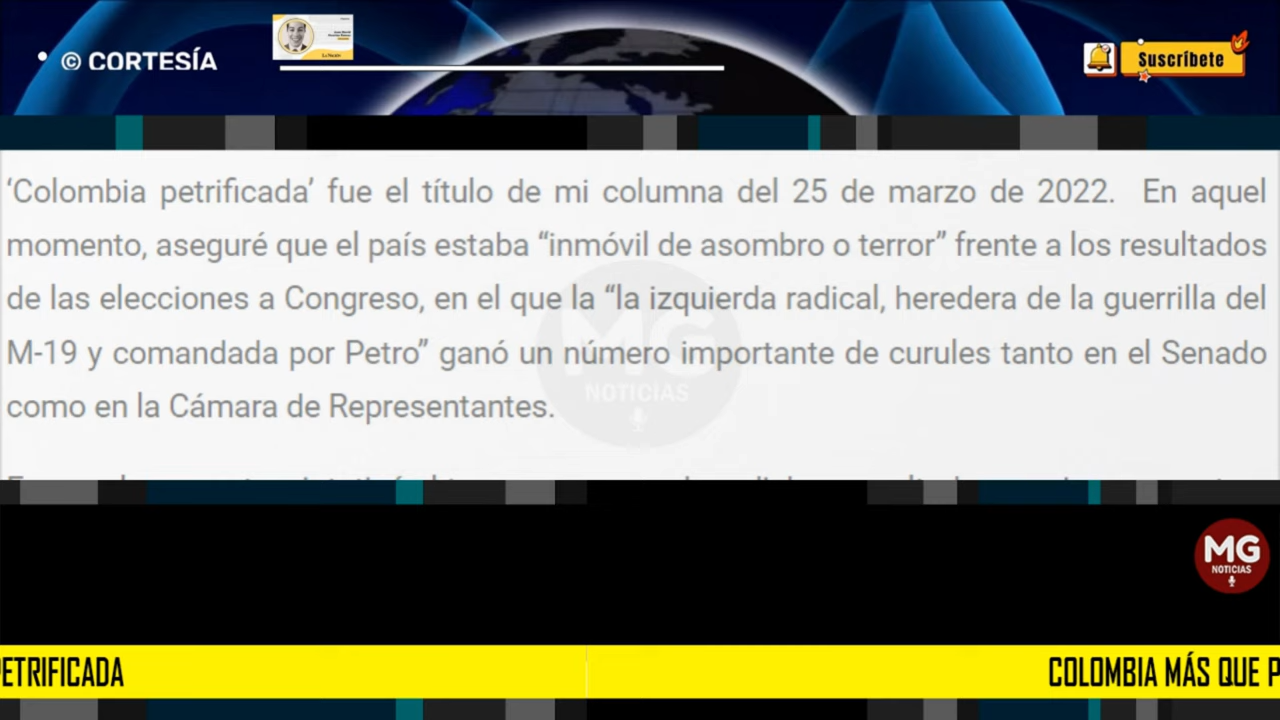 © CORTESÍA
Suscríbete
‘Colombia petrificada’ fue el título de mi columna del 25 de marzo de 2022. En aquel
momento, aseguré que el país estaba “inmóvil de asombro o terror” frente a los resultados
de las elecciones a Congreso, en el que la “la izquierda radical, heredera de la guerrilla del
M-19 y comandada por Petro” ganó un número importante de curules tanto en el Senado
como en la Cámara de Representantes.
MG
NOTICIAS
MG
NOTICIAS
ETRIFICADA
COLOMBIA MÁS QUE P